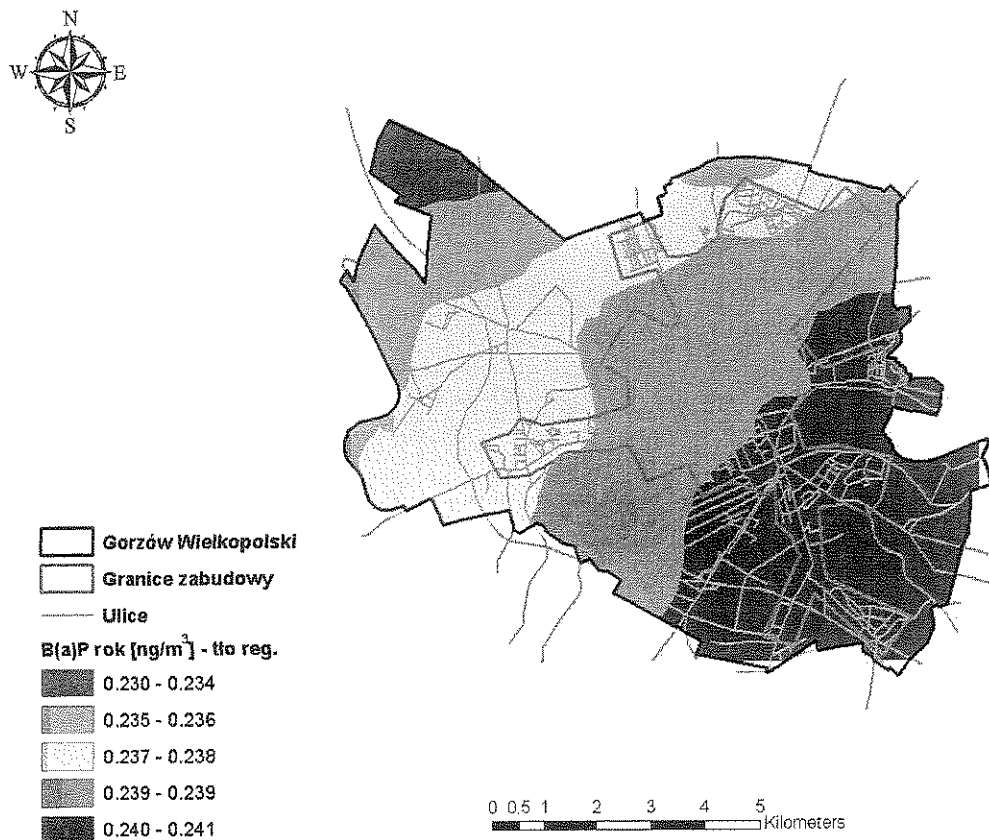 N
W E
S
Gorzów Wielkopolski
Granice zabudowy
Ulice
B(a)P rok [ng/m³] - tło reg.
0.230 - 0.234
0.235 - 0.236
0.237 - 0.238
0.239 - 0.239
0.240 - 0.241
0 0,5 1 2 3 4 5
Kilometers